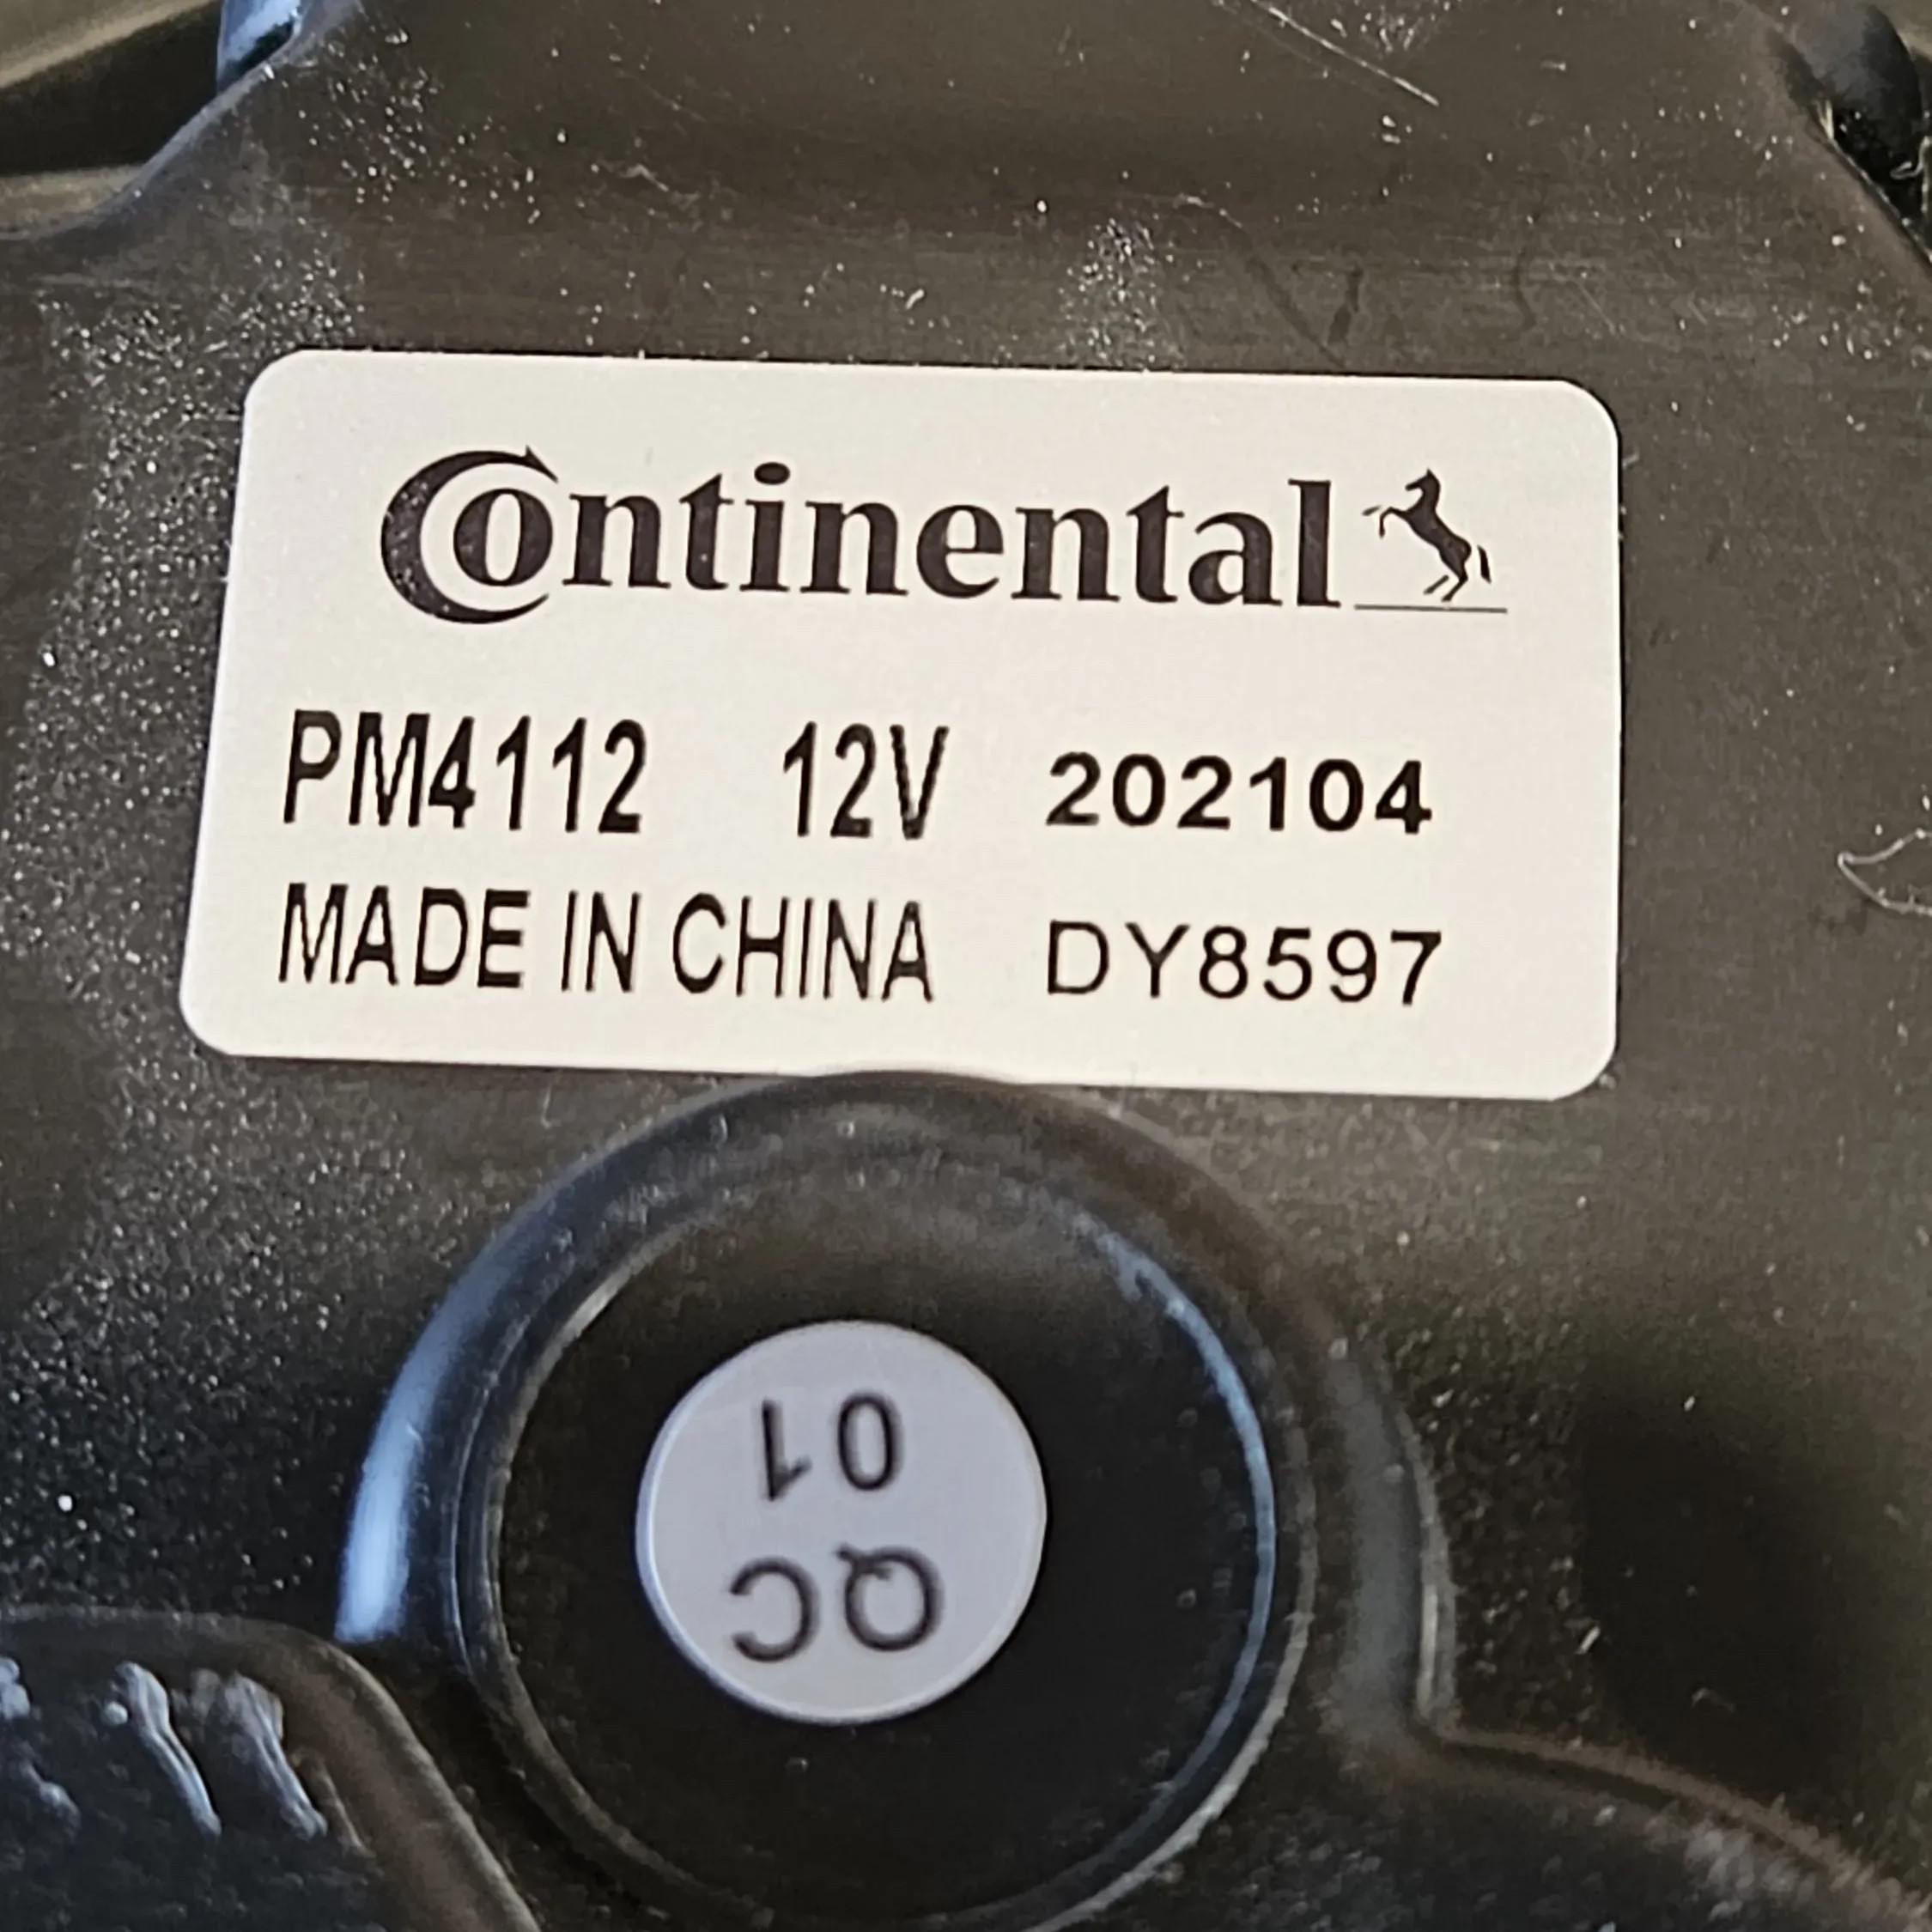 Continental
PM4112 12V 202104
MADE IN CHINA DY8597
QC
01